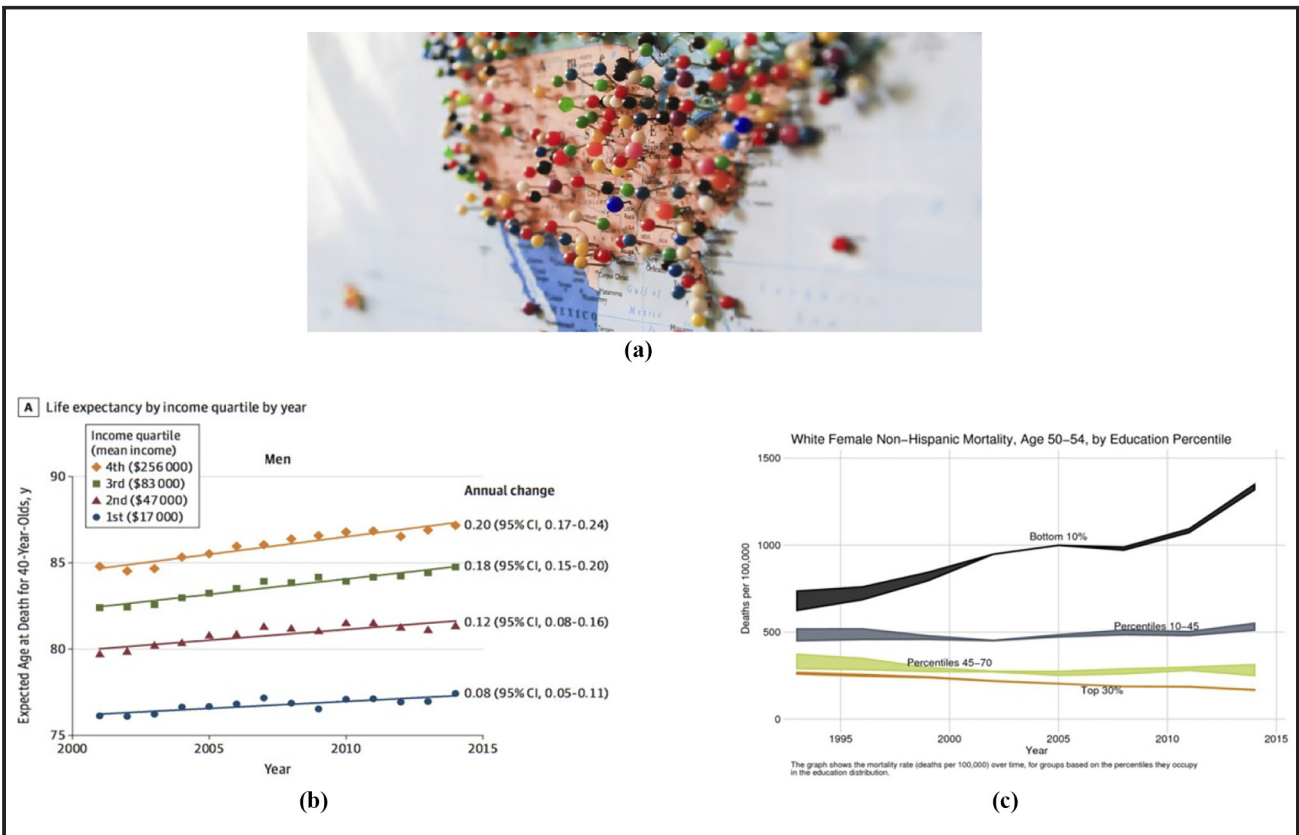 MEXICO
Gulf of
Mexico
(a)
A Life expectancy by income quartile by year
Income quartile
(mean income)
4th ($256 000)
3rd ($83 000)
2nd ($47 000)
1st ($17 000)
Men
Annual change
0.20 (95% CI, 0.17-0.24)
0.18 (95% CI, 0.15-0.20)
0.12 (95% CI, 0.08-0.16)
0.08 (95% CI, 0.05-0.11)
Expected Age at Death for 40-Year-Olds, y
90
85
80
75
2000
2005
2010
2015
Year
(b)
White Female Non-Hispanic Mortality, Age 50-54, by Education Percentile
Deaths per 100,000
1500
1000
500
0
Bottom 10%
Percentiles 10-45
Percentiles 45-70
Top 30%
1995
2000
2005
2010
2015
Year
The graph shows the mortality rate (deaths per 100,000) over time, for groups based on the percentiles they occupy
in the education distribution.
(c)